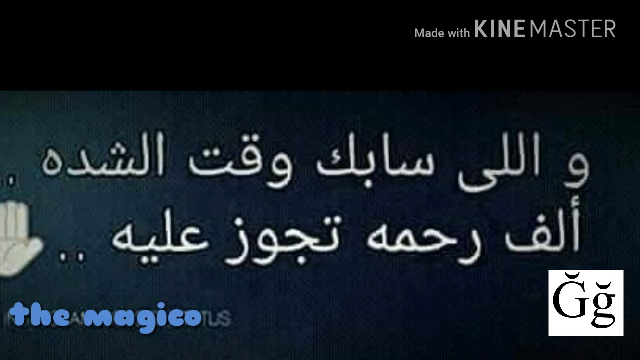 Made with KINEMASTER
و اللى سابك وقت الشده ..
ألف رحمه تجوز عليه ..
the magico
Ğğ